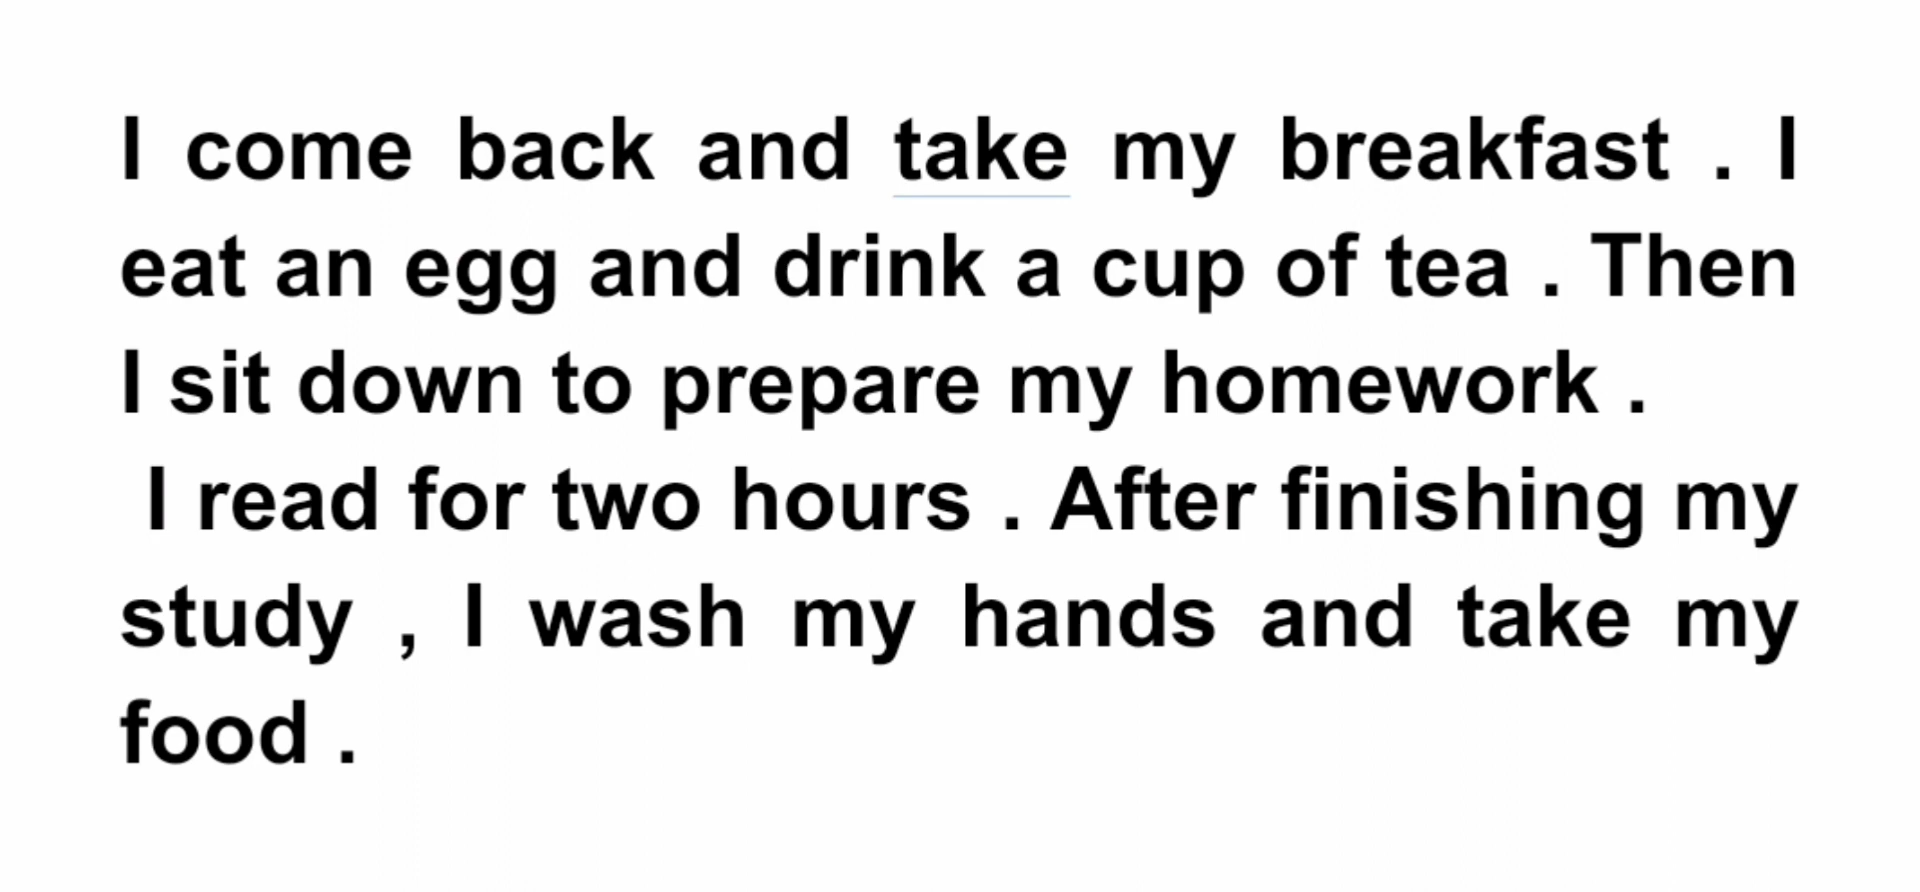 I come back and take my breakfast . I
eat an egg and drink a cup of tea . Then
I sit down to prepare my homework .
I read for two hours . After finishing my
study , I wash my hands and take my
food .